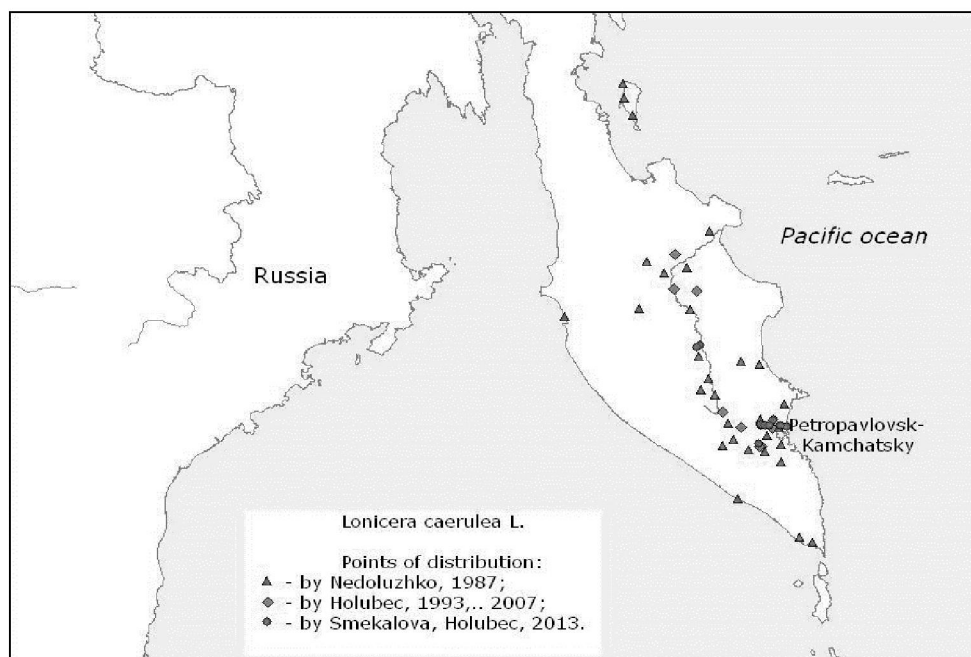 Pacific ocean
Russia
Petropavlovsk-
Kamchatsky
Lonicera caerulea L.
Points of distribution:
- by Nedoluzhko, 1987;
- by Holubec, 1993,.. 2007;
- by Smekalova, Holubec, 2013.